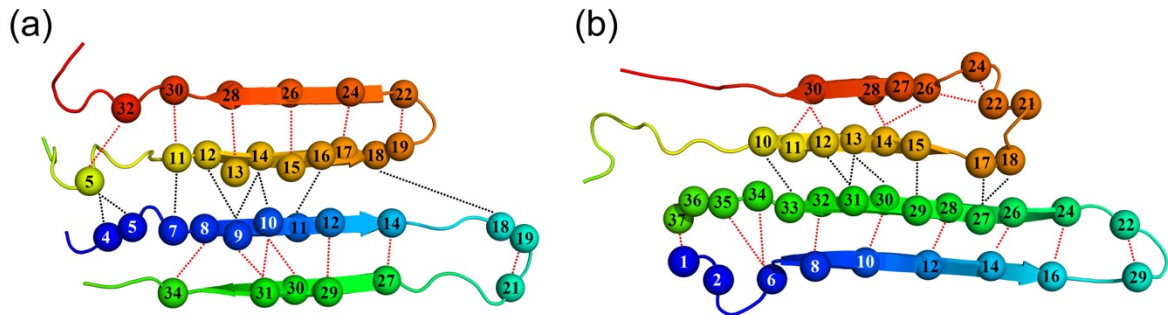 (a)
30 28 26 24 22
32
11 12 13 14 15 16 17 18 19
5
4 5 7 8 9 10 11 12 14 18 19
34 31 30 29 27 21
(b)
30 28 27 26 24 22 21
10 11 12 13 14 15 17 18
37 36 35 34 33 32 31 30 29 28 27 26 24 22
1 2 6 8 10 12 14 16 29